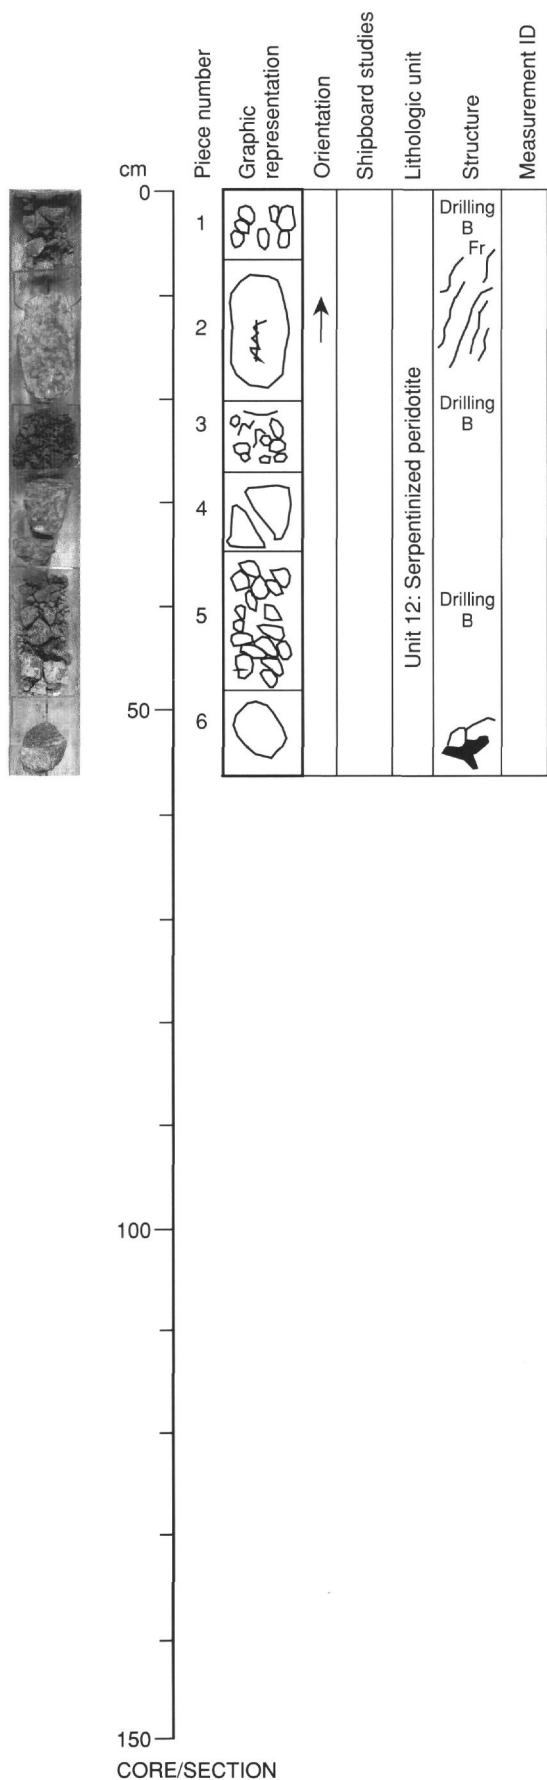 cm
Piece number
Graphic
representation
Orientation
Shipboard studies
Lithologic unit
Structure
Measurement ID
0
1
Drilling
B
Fr
2
3
Drilling
B
4
Unit 12: Serpentinized peridotite
5
Drilling
B
50
6
100
150
CORE/SECTION